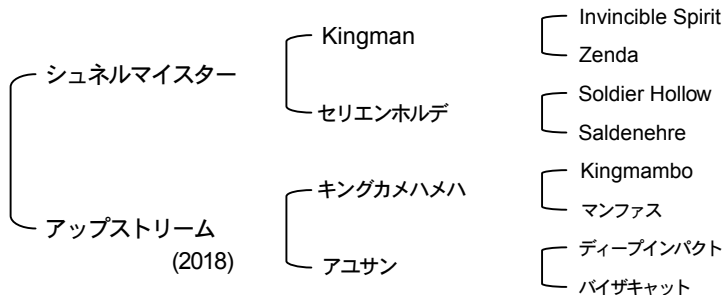 シュネルマイスター
アップストリーム
(2018)
Kingman
セリエンホルデ
キングカメハメハ
アユサン
Invincible Spirit
Zenda
Soldier Hollow
Saldenehre
Kingmambo
マンファス
ディープインパクト
バイザキャット